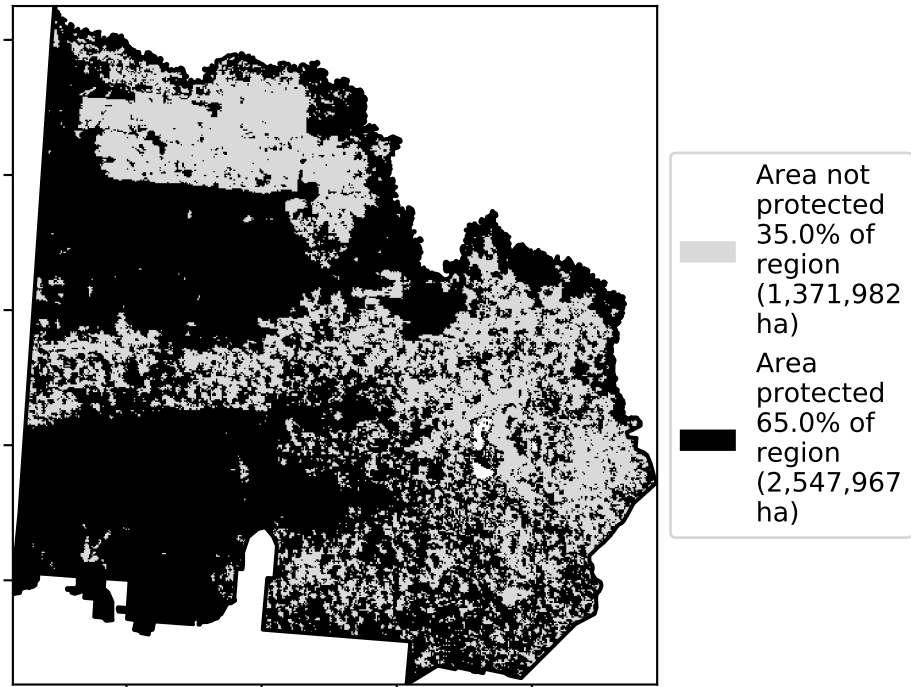 Area not
protected
35.0% of
region
(1,371,982
ha)
Area
protected
65.0% of
region
(2,547,967
ha)